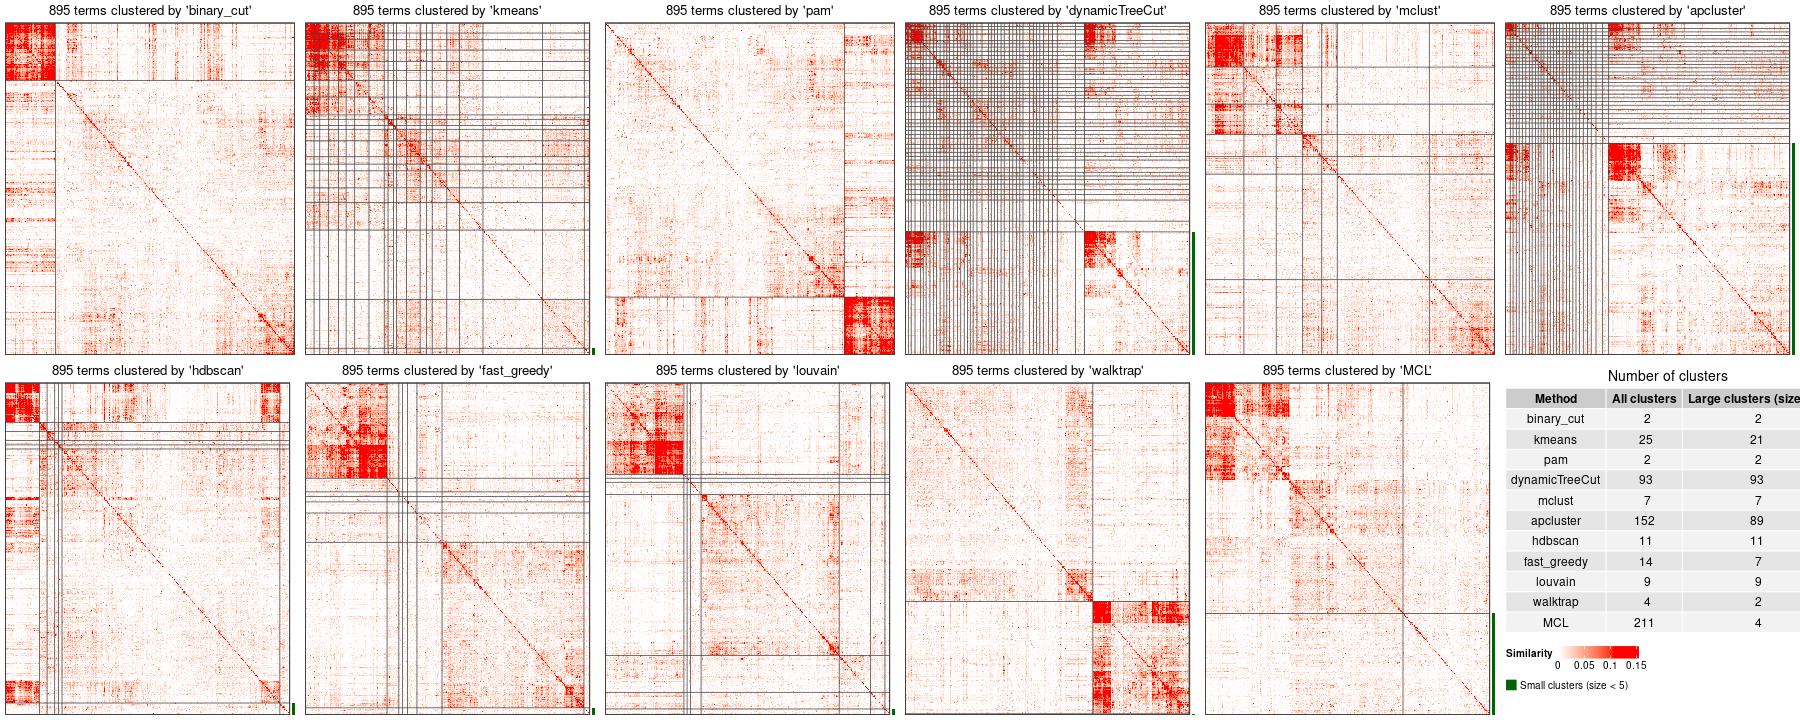 895 terms clustered by 'binary_cut'
895 terms clustered by 'kmeans'
895 terms clustered by 'pam'
895 terms clustered by 'dynamicTreeCut'
895 terms clustered by 'mclust'
895 terms clustered by 'apcluster'
895 terms clustered by 'hdbscan'
895 terms clustered by 'fast_greedy'
895 terms clustered by 'louvain'
895 terms clustered by 'walktrap'
895 terms clustered by 'MCL'
Number of clusters
Method All clusters Large clusters (size
binary_cut 2 2
kmeans 25 21
pam 2 2
dynamicTreeCut 93 93
mclust 7 7
apcluster 152 89
hdbscan 11 11
fast_greedy 14 7
louvain 9 9
walktrap 4 2
MCL 211 4
Similarity
0 0.05 0.1 0.15
Small clusters (size < 5)